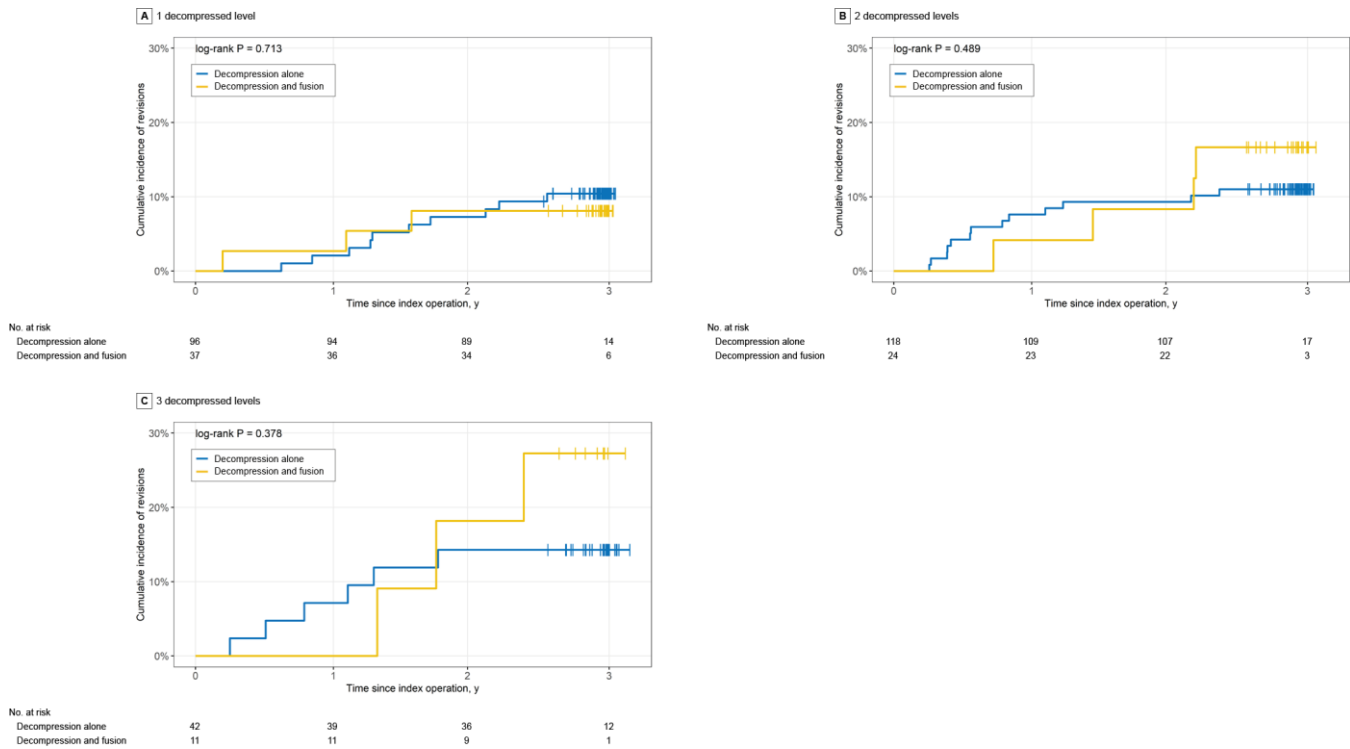 A 1 decompressed level
log-rank P = 0.713
Decompression alone
Decompression and fusion
Cumulative incidence of revisions
30%
20%
10%
0%
0 1 2 3
Time since index operation, y
No. at risk
Decompression alone 96 94 89 14
Decompression and fusion 37 36 34 6
B 2 decompressed levels
log-rank P = 0.489
Decompression alone
Decompression and fusion
Cumulative incidence of revisions
30%
20%
10%
0%
0 1 2 3
Time since index operation, y
No. at risk
Decompression alone 118 109 107 17
Decompression and fusion 24 23 22 3
C 3 decompressed levels
log-rank P = 0.378
Decompression alone
Decompression and fusion
Cumulative incidence of revisions
30%
20%
10%
0%
0 1 2 3
Time since index operation, y
No. at risk
Decompression alone 42 39 36 12
Decompression and fusion 11 11 9 1